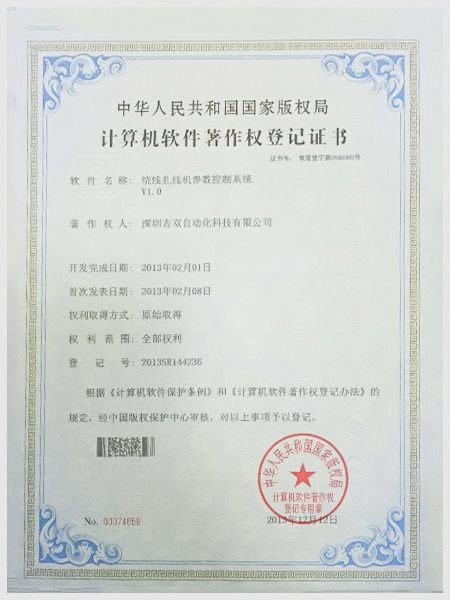 中华人民共和国国家版权局
计算机软件著作权登记证书
证书号： 软著登字第
软件名称： 绕线扎线机参数控制系统
V1.0
著作权人： 深圳吉双自动化科技有限公司
开发完成日期： 2013年02月01日
首次发表日期： 2013年02月08日
权利取得方式： 原始取得
权利范围： 全部权利
登记号： 2013SR144236
根据《计算机软件保护条例》和《计算机软件著作权登记办法》的
规定，经中国版权保护中心审核，对以上事项予以登记。
中华人民共和国国家版权局
计算机软件著作权
登记专用章
No. 00374658
2013年12月12日